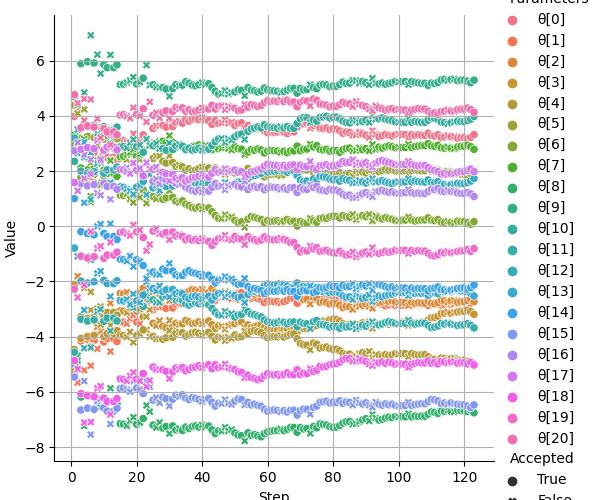 Parameters
θ[0]
θ[1]
θ[2]
θ[3]
θ[4]
θ[5]
θ[6]
θ[7]
θ[8]
θ[9]
θ[10]
θ[11]
θ[12]
θ[13]
θ[14]
θ[15]
θ[16]
θ[17]
θ[18]
θ[19]
θ[20]
Accepted
True
False
Value
6
4
2
0
−2
−4
−6
−8
0 20 40 60 80 100 120
Step